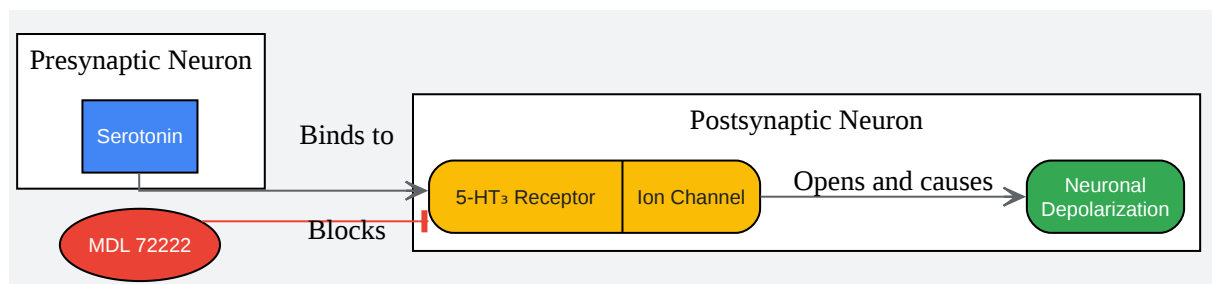 Presynaptic Neuron
Serotonin
Binds to
MDL 72222
Blocks
Postsynaptic Neuron
5-HT₃ Receptor
Ion Channel
Opens and causes
Neuronal
Depolarization